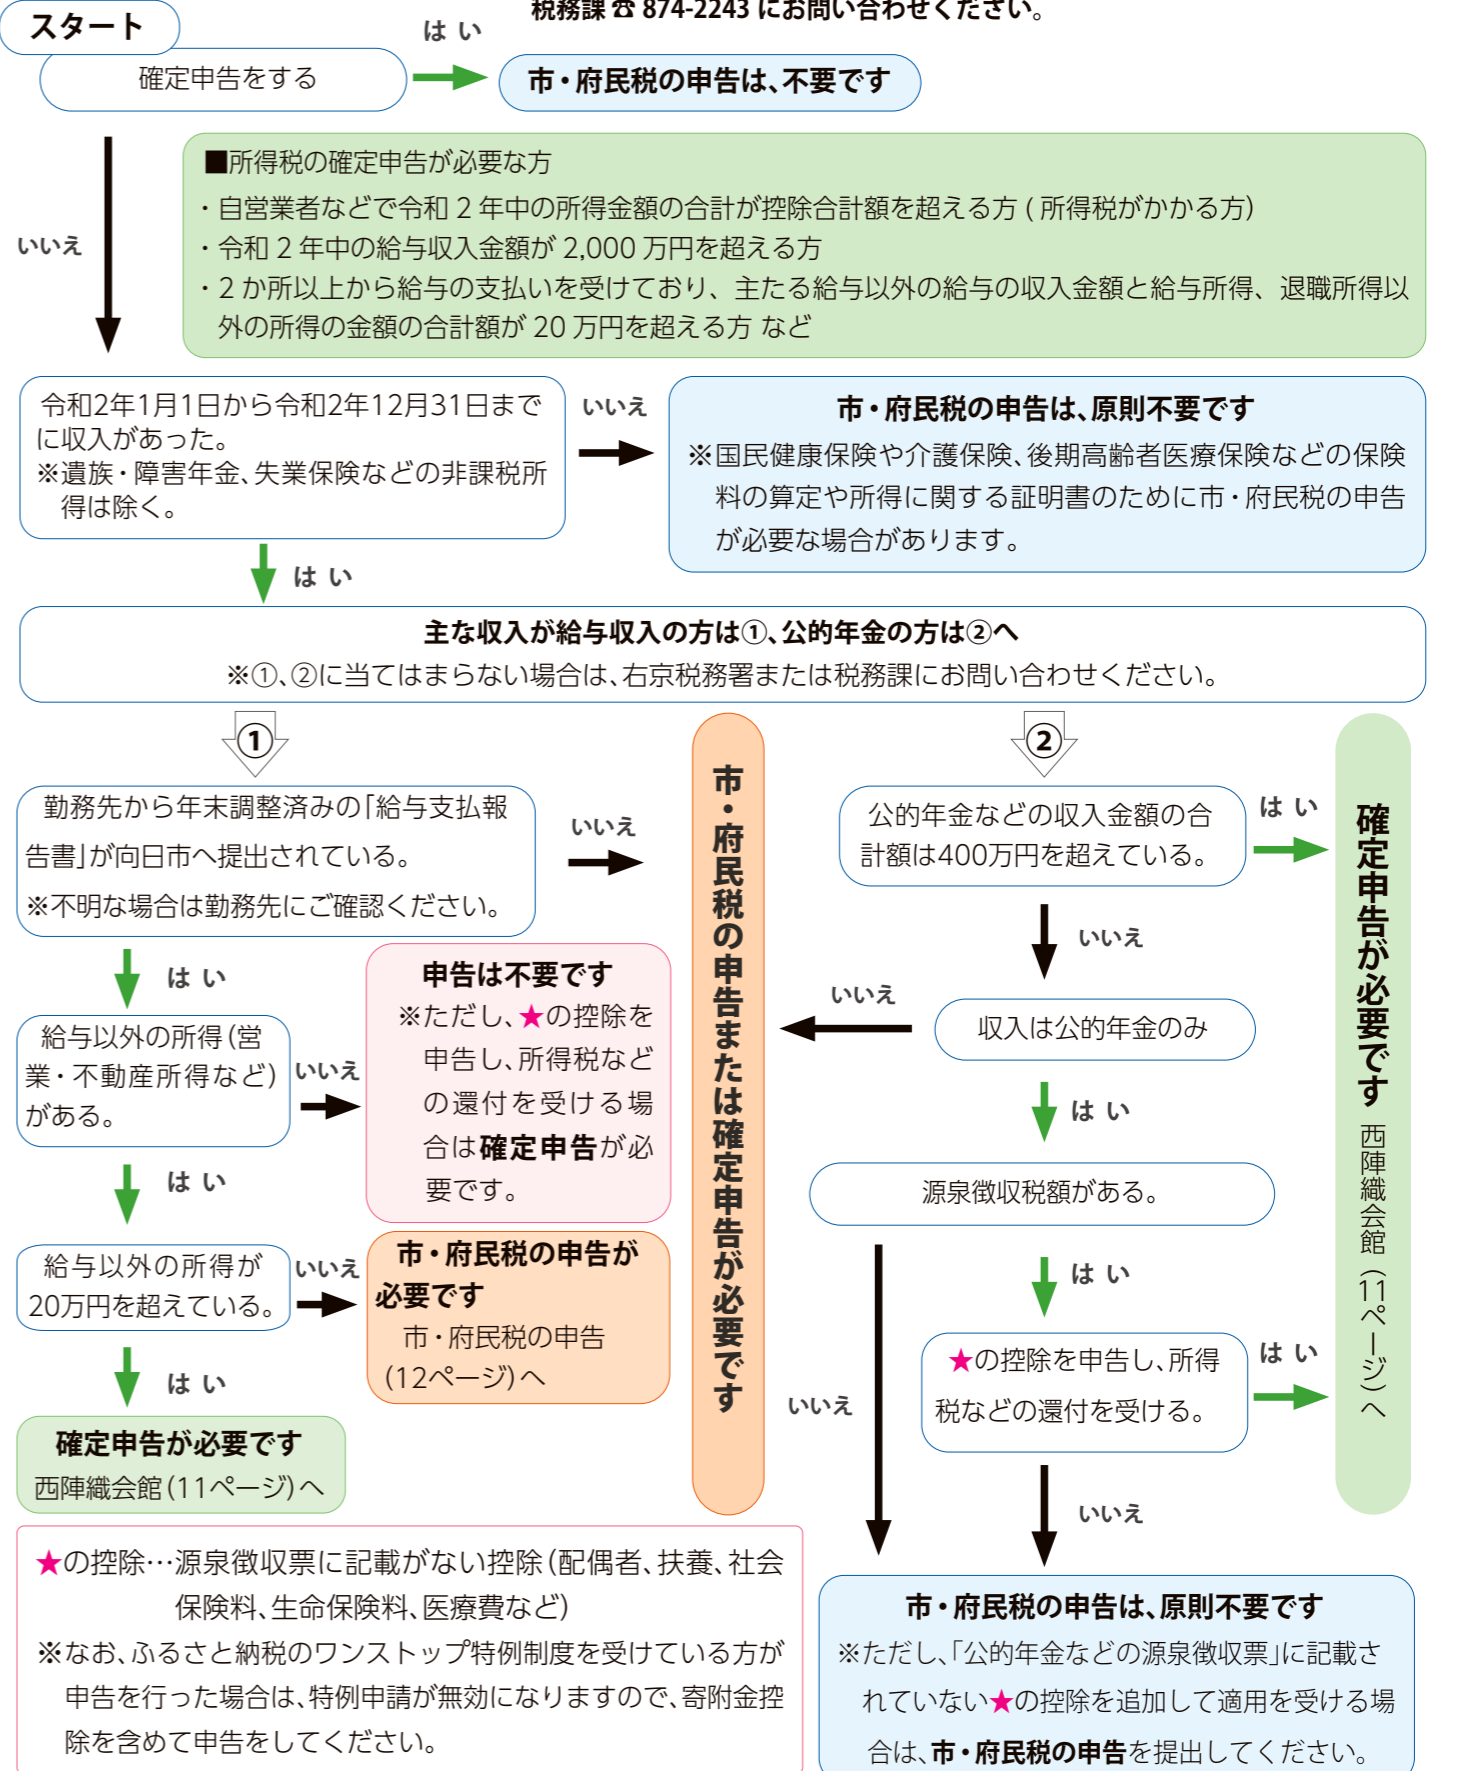 税務課 ☎ 874-2243 にお問い合わせください。
スタート
確定申告をする
は い
市・府民税の申告は、不要です
いいえ
■所得税の確定申告が必要な方
・自営業者などで令和 2 年中の所得金額の合計が控除合計額を超える方 ( 所得税がかかる方)
・令和 2 年中の給与収入金額が 2,000 万円を超える方
・2 か所以上から給与の支払いを受けており、主たる給与以外の給与の収入金額と給与所得、退職所得以
外の所得の金額の合計額が 20 万円を超える方 など
令和2年1月1日から令和2年12月31日まで
に収入があった。
※遺族・障害年金、失業保険などの非課税所
得は除く。
いいえ
市・府民税の申告は、原則不要です
※国民健康保険や介護保険、後期高齢者医療保険などの保険
料の算定や所得に関する証明書のために市・府民税の申告
が必要な場合があります。
は い
主な収入が給与収入の方は①、公的年金の方は②へ
※①、②に当てはまらない場合は、右京税務署または税務課にお問い合わせください。
①
勤務先から年末調整済みの「給与支払報
告書」が向日市へ提出されている。
※不明な場合は勤務先にご確認ください。
いいえ
は い
給与以外の所得（営
業・不動産所得など）
がある。
いいえ
申告は不要です
※ただし、★の控除を
申告し、所得税など
の還付を受ける場
合は確定申告が必
要です。
は い
給与以外の所得が
20万円を超えている。
いいえ
市・府民税の申告が
必要です
市・府民税の申告
（12ページ）へ
は い
確定申告が必要です
西陣織会館（11ページ）へ
市・府民税の申告または確定申告が必要です
②
公的年金などの収入金額の合
計額は400万円を超えている。
は い
いいえ
収入は公的年金のみ
いいえ
は い
源泉徴収税額がある。
は い
いいえ
★の控除を申告し、所得
税などの還付を受ける。
は い
いいえ
確定申告が必要です 西陣織会館（11ページ）へ
市・府民税の申告は、原則不要です
※ただし、「公的年金などの源泉徴収票」に記載さ
れていない★の控除を追加して適用を受ける場
合は、市・府民税の申告を提出してください。
★の控除…源泉徴収票に記載がない控除（配偶者、扶養、社会
保険料、生命保険料、医療費など）
※なお、ふるさと納税のワンストップ特例制度を受けている方が
申告を行った場合は、特例申請が無効になりますので、寄附金控
除を含めて申告をしてください。